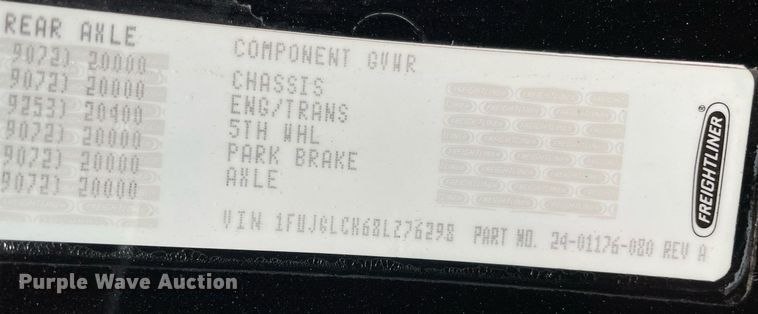 REAR AXLE
9072) 20000
9072) 20000
9253) 20400
9072) 20000
9072) 20000
9072) 20000
COMPONENT GVWR
CHASSIS
ENG/TRANS
5TH WHL
PARK BRAKE
AXLE
VIN 1FUJGLCK68LZ76298 PART NO. 24-01176-080 REV A
FREIGHTLINER
Purple Wave Auction